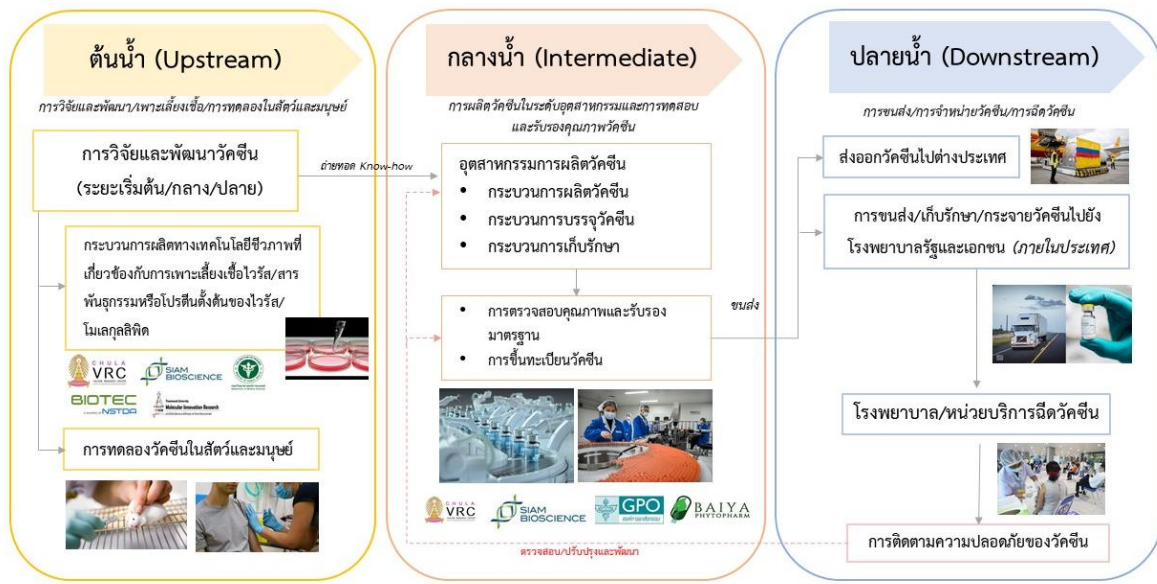 ต้นน้ำ (Upstream)
การวิจัยและพัฒนา/เพาะเลี้ยงเชื้อ/การทดลองในสัตว์และมนุษย์
การวิจัยและพัฒนาวัคซีน
(ระยะเริ่มต้น/กลาง/ปลาย)
กระบวนการผลิตทางเทคโนโลยีชีวภาพที่
เกี่ยวข้องกับการเพาะเลี้ยงเชื้อไวรัส/สาร
พันธุกรรมหรือโปรตีนตั้งต้นของไวรัส/
โมเลกุลลิพิด
CHULA
VRC
SIAM
BIOSCIENCE
BIOTEC
NSTDA
Molecular Innovation Research
การทดลองวัคซีนในสัตว์และมนุษย์
ถ่ายทอด Know-how
กลางน้ำ (Intermediate)
การผลิตวัคซีนในระดับอุตสาหกรรมและการทดสอบ
และรับรองคุณภาพวัคซีน
อุตสาหกรรมการผลิตวัคซีน
• กระบวนการผลิตวัคซีน
• กระบวนการบรรจุวัคซีน
• กระบวนการเก็บรักษา
• การตรวจสอบคุณภาพและรับรอง
มาตรฐาน
• การขึ้นทะเบียนวัคซีน
CHULA
VRC
SIAM
BIOSCIENCE
GPO
องค์การเภสัชกรรม
BAIYA
PHYTOPHARM
ตรวจสอบ/ปรับปรุงและพัฒนา
ขนส่ง
ปลายน้ำ (Downstream)
การขนส่ง/การจำหน่ายวัคซีน/การฉีดวัคซีน
ส่งออกวัคซีนไปต่างประเทศ
การขนส่ง/เก็บรักษา/กระจายวัคซีนไปยัง
โรงพยาบาลรัฐและเอกชน (ภายในประเทศ)
โรงพยาบาล/หน่วยบริการฉีดวัคซีน
การติดตามความปลอดภัยของวัคซีน